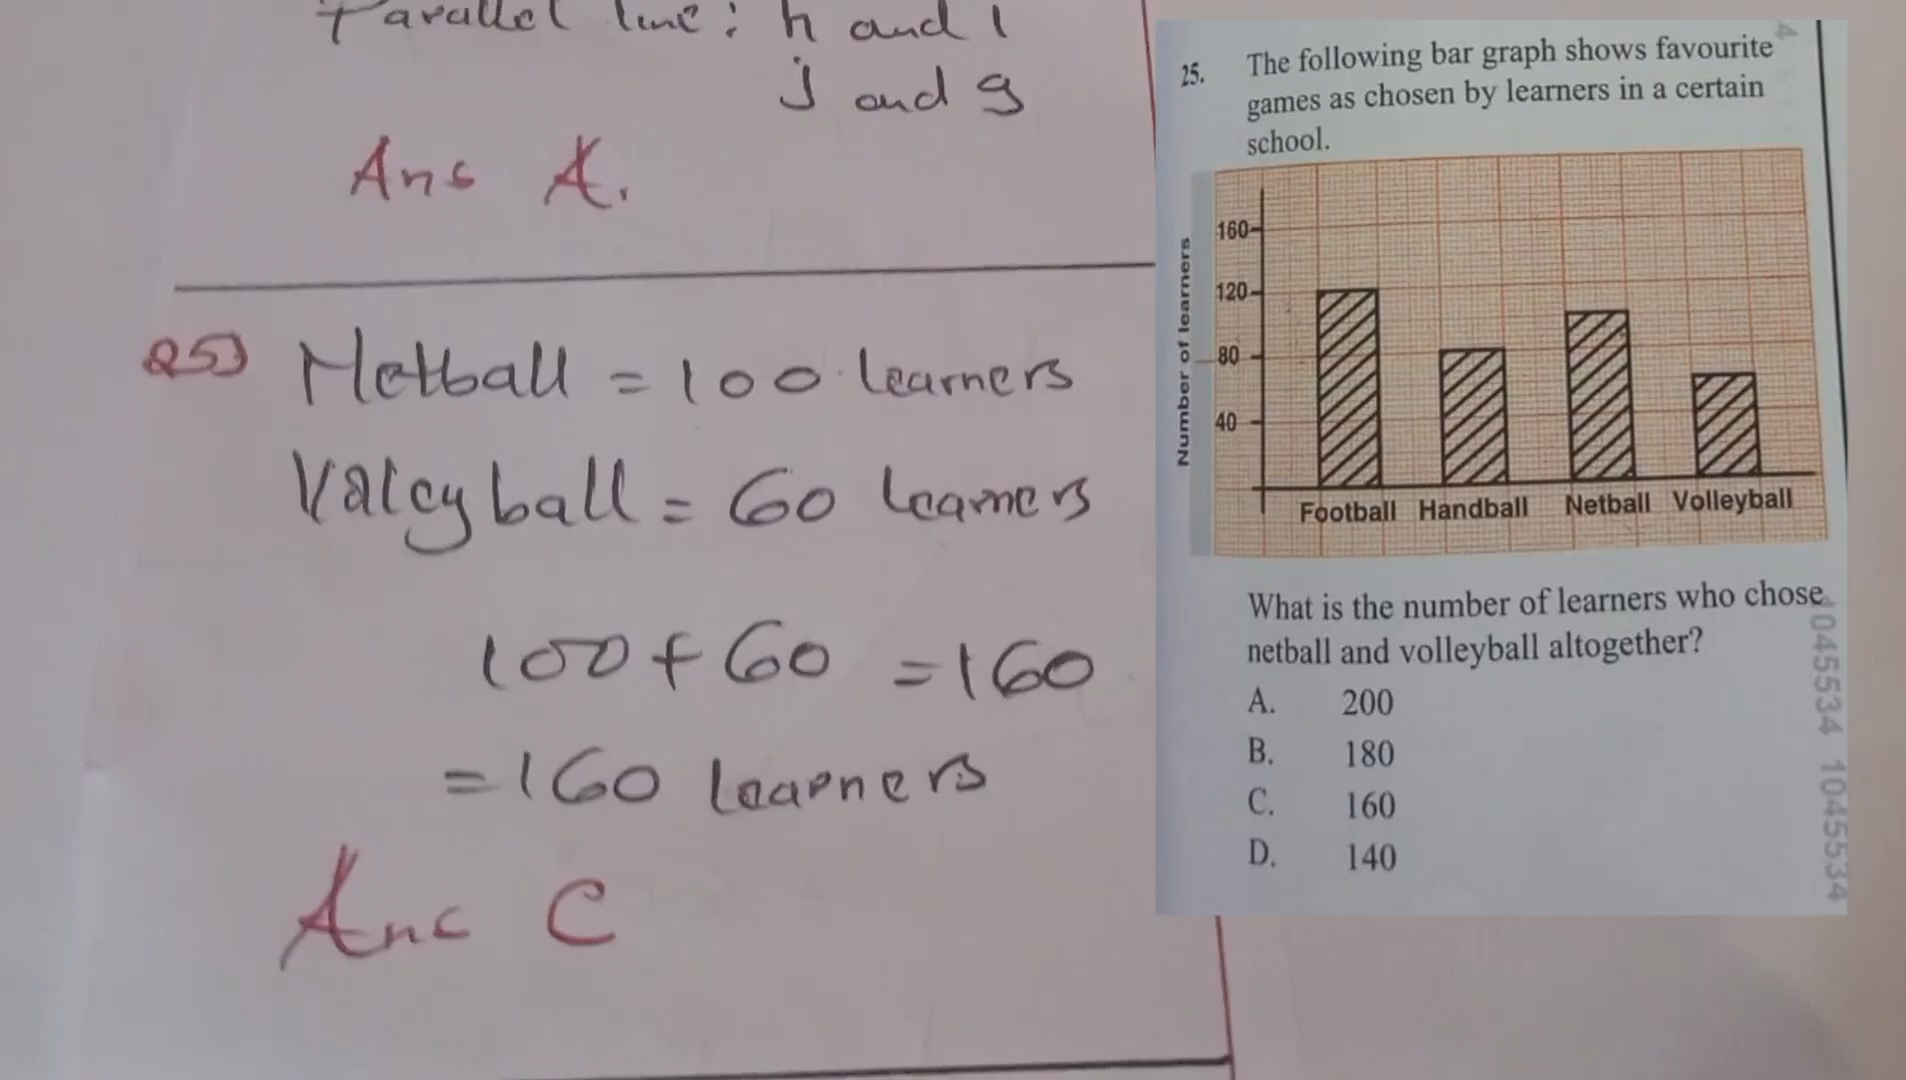 Parallel line : h and l
j and g
Ans A.
25) Netball = 100 learners
Valeyball = 60 learners
100 + 60 = 160
= 160 learners
Ans C
25. The following bar graph shows favourite
games as chosen by learners in a certain
school.
Number of learners
160
120
80
40
Football Handball Netball Volleyball
What is the number of learners who chose
netball and volleyball altogether?
A. 200
B. 180
C. 160
D. 140
1045534 1045534